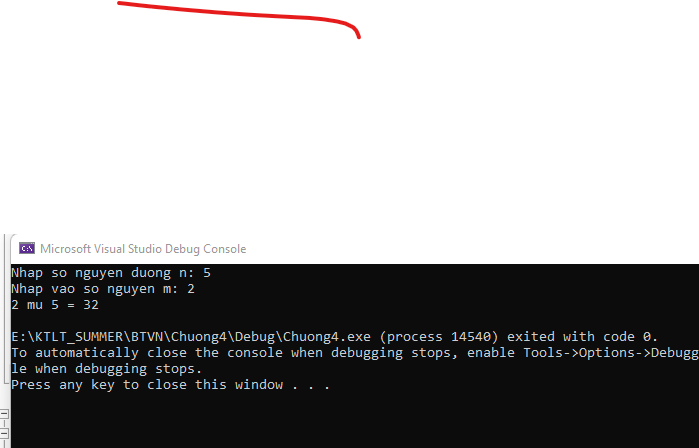 Microsoft Visual Studio Debug Console
Nhap so nguyen duong n: 5
Nhap vao so nguyen m: 2
2 mu 5 = 32
E:\KTLT_SUMMER\BTVN\Chuong4\Debug\Chuong4.exe (process 14540) exited with code 0.
To automatically close the console when debugging stops, enable Tools->Options->Debugg
le when debugging stops.
Press any key to close this window . . .